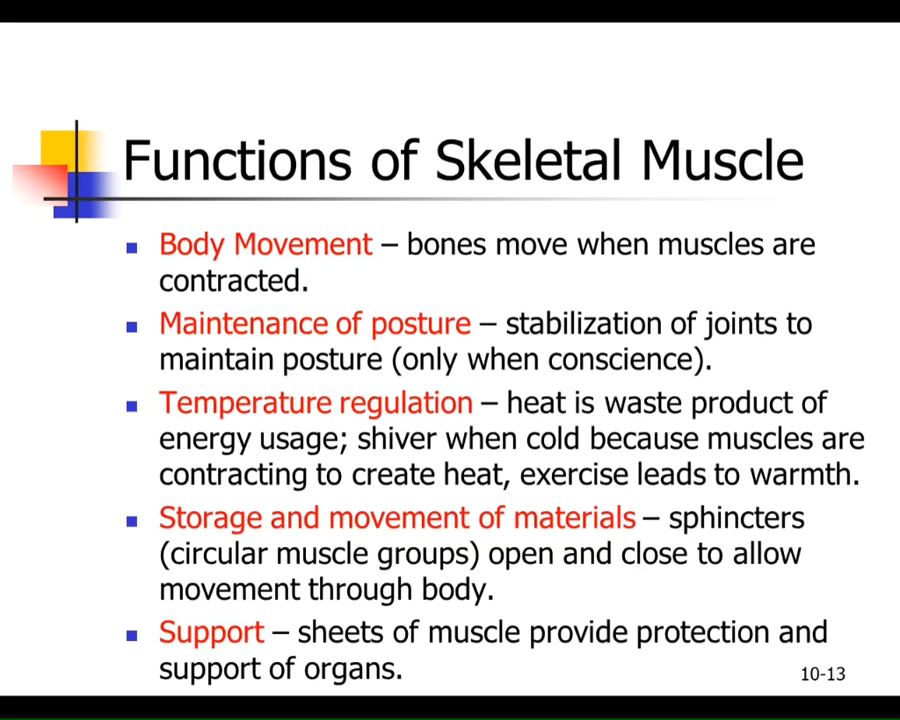 Functions of Skeletal Muscle
Body Movement – bones move when muscles are
contracted.
Maintenance of posture – stabilization of joints to
maintain posture (only when conscience).
Temperature regulation – heat is waste product of
energy usage; shiver when cold because muscles are
contracting to create heat, exercise leads to warmth.
Storage and movement of materials – sphincters
(circular muscle groups) open and close to allow
movement through body.
Support – sheets of muscle provide protection and
support of organs.
10-13